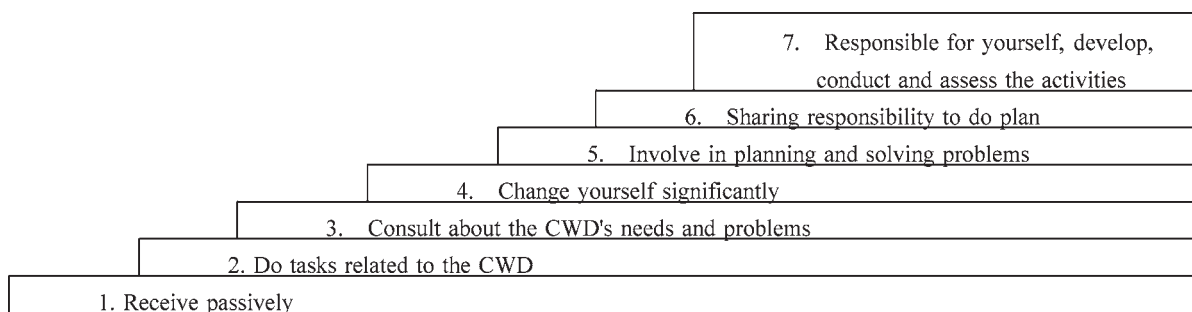 7. Responsible for yourself, develop,
conduct and assess the activities
6. Sharing responsibility to do plan
5. Involve in planning and solving problems
4. Change yourself significantly
3. Consult about the CWD's needs and problems
2. Do tasks related to the CWD
1. Receive passively